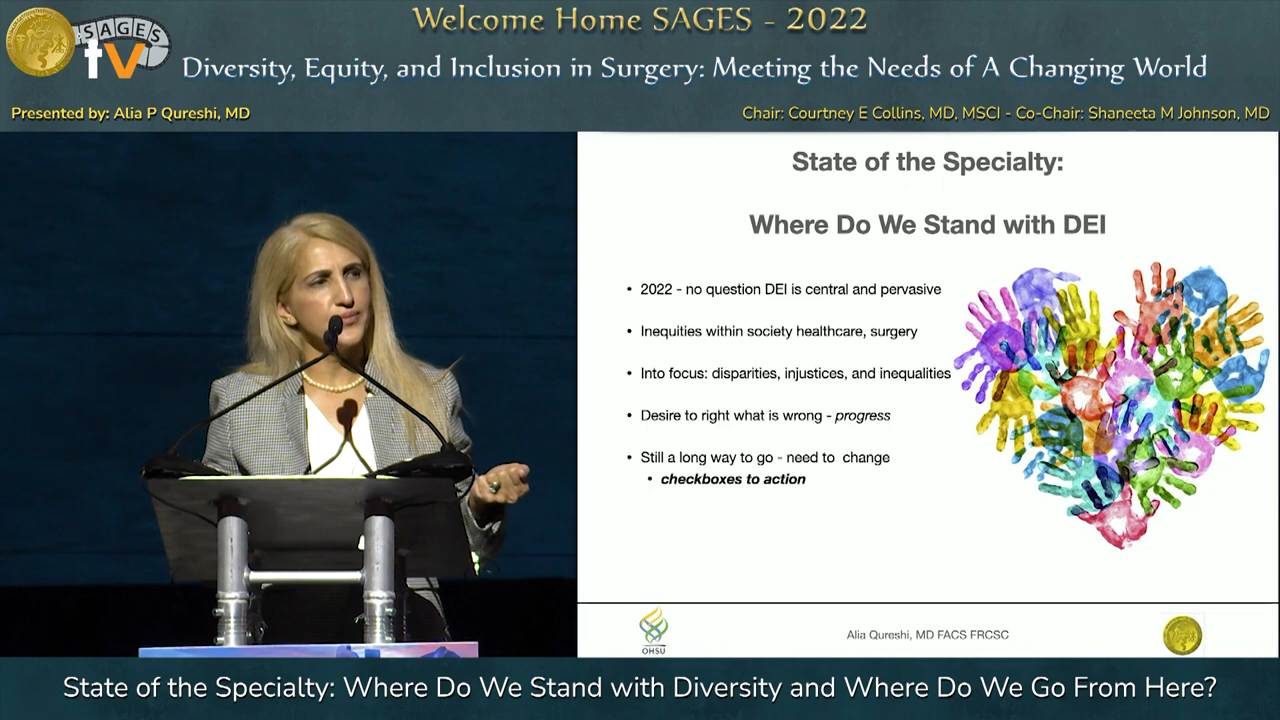 Welcome Home SAGES - 2022
SAGES
tv
Diversity, Equity, and Inclusion in Surgery: Meeting the Needs of A Changing World
Presented by: Alia P Qureshi, MD
Chair: Courtney E Collins, MD, MSCI - Co-Chair: Shaneeta M Johnson, MD
State of the Specialty:
Where Do We Stand with DEI
• 2022 - no question DEI is central and pervasive
• Inequities within society healthcare, surgery
• Into focus: disparities, injustices, and inequalities
• Desire to right what is wrong - progress
• Still a long way to go - need to change
• checkboxes to action
OHSU
Alia Qureshi, MD FACS FRCSC
State of the Specialty: Where Do We Stand with Diversity and Where Do We Go From Here?